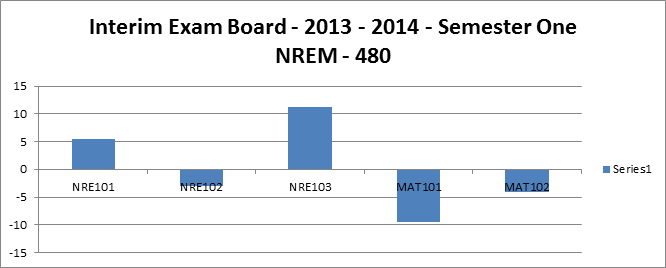 Interim Exam Board - 2013 - 2014 - Semester One
NREM - 480
15
10
5
0
-5
-10
-15
NRE101
NRE102
NRE103
MAT101
MAT102
Series1